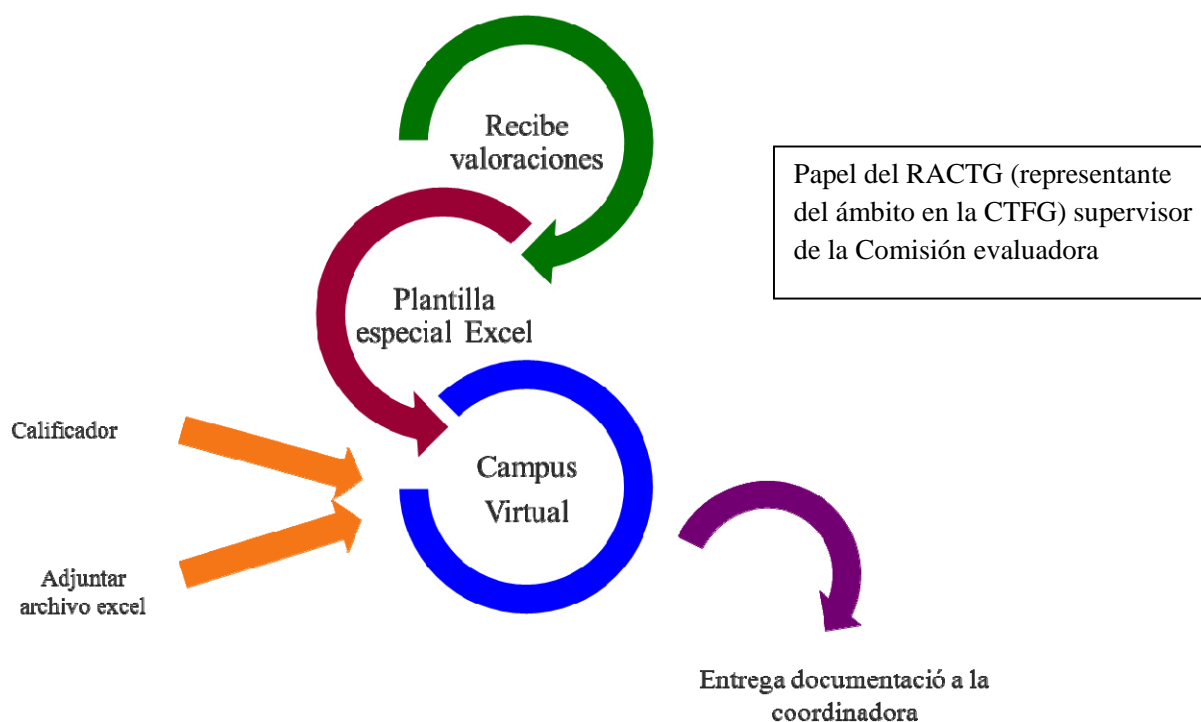 Recibe
valoraciones
Papel del RACTG (representante
del ámbito en la CTFG) supervisor
de la Comisión evaluadora
Plantilla
especial Excel
Calificador
Campus
Virtual
Adjuntar
archivo excel
Entrega documentació a la
coordinadora